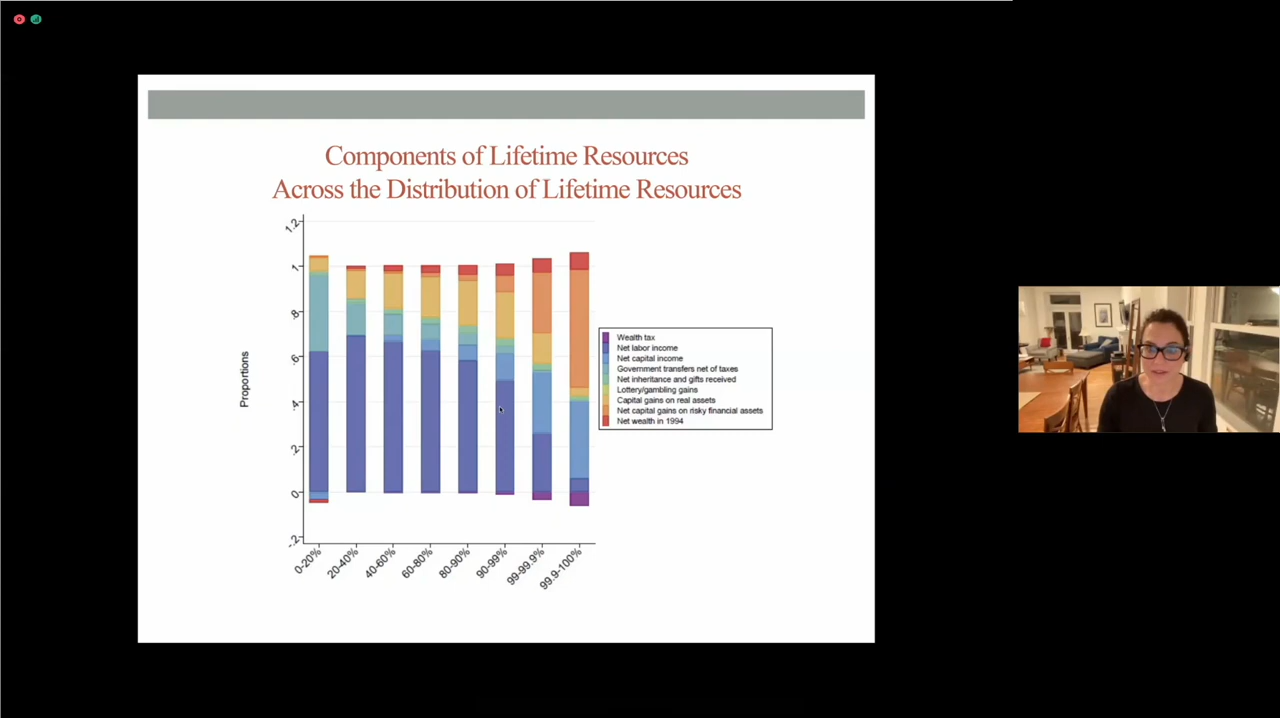 Components of Lifetime Resources
Across the Distribution of Lifetime Resources
1.2
1
.8
.6
.4
.2
0
-.2
Proportions
0-20%
20-40%
40-60%
60-80%
80-90%
90-99%
99-99.9%
99.9-100%
Wealth tax
Net labor income
Net capital income
Government transfers net of taxes
Net inheritance and gifts received
Lottery/gambling gains
Capital gains on real assets
Net capital gains on risky financial assets
Net wealth in 1994